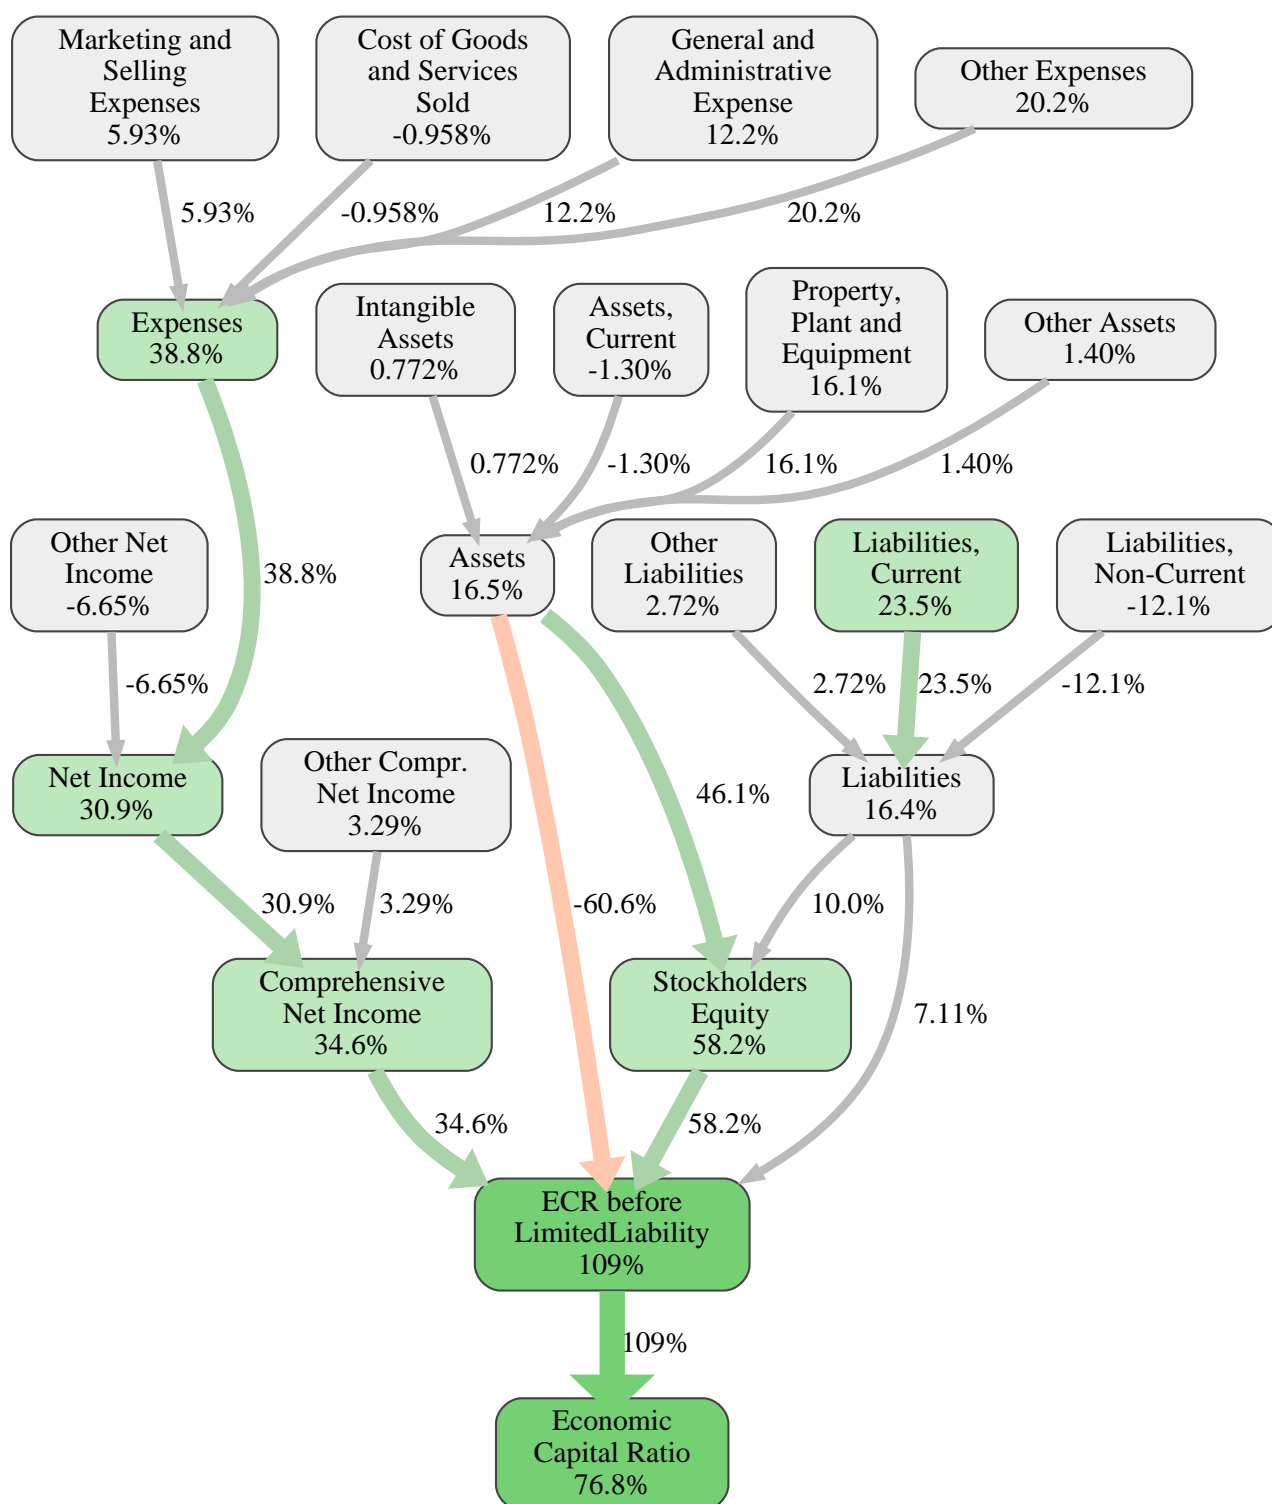 Marketing and
Selling
Expenses
5.93%
Cost of Goods
and Services
Sold
-0.958%
General and
Administrative
Expense
12.2%
Other Expenses
20.2%
5.93%
-0.958%
12.2%
20.2%
Expenses
38.8%
Intangible
Assets
0.772%
Assets,
Current
-1.30%
Property,
Plant and
Equipment
16.1%
Other Assets
1.40%
0.772%
-1.30%
16.1%
1.40%
Other Net
Income
-6.65%
38.8%
Assets
16.5%
Other
Liabilities
2.72%
Liabilities,
Current
23.5%
Liabilities,
Non-Current
-12.1%
-6.65%
2.72%
23.5%
-12.1%
Net Income
30.9%
Other Compr.
Net Income
3.29%
46.1%
Liabilities
16.4%
30.9%
3.29%
-60.6%
10.0%
Comprehensive
Net Income
34.6%
Stockholders
Equity
58.2%
7.11%
34.6%
58.2%
ECR before
LimitedLiability
109%
109%
Economic
Capital Ratio
76.8%